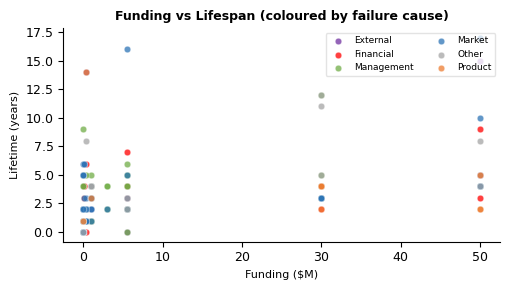 Funding vs Lifespan (coloured by failure cause)
External
Financial
Management
Market
Other
Product
17.5
15.0
12.5
10.0
7.5
5.0
2.5
0.0
Lifetime (years)
0 10 20 30 40 50
Funding ($M)